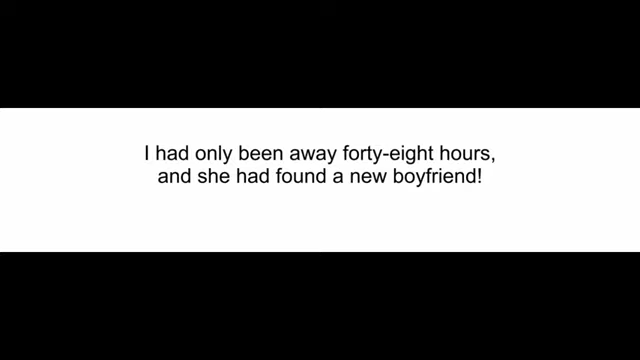 I had only been away forty-eight hours,
and she had found a new boyfriend!